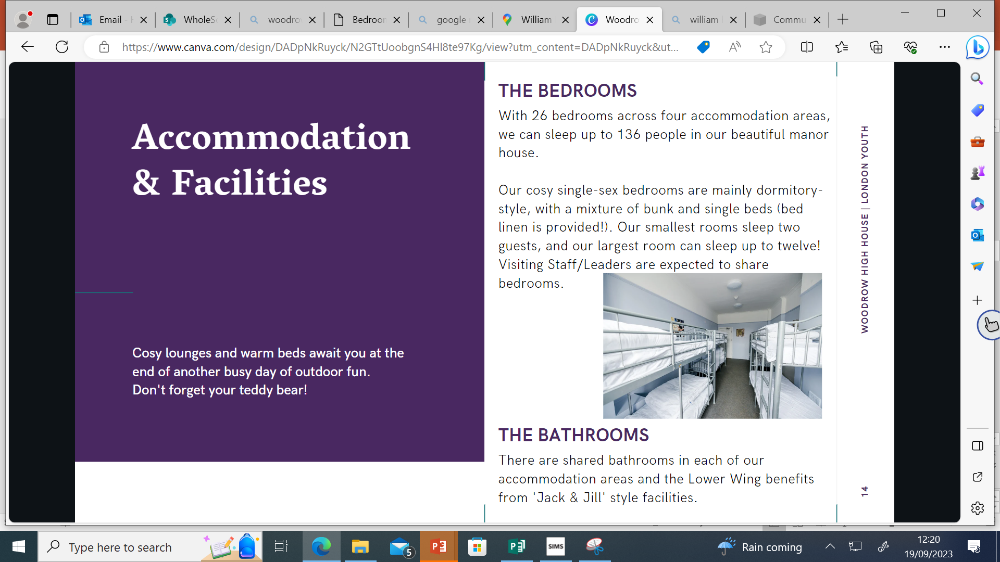 Email -
WholeS
woodro
Bedroon
google
William
Woodro
william
Commu
https://www.canva.com/design/DADpNkRuyck/N2GTtUoobgnS4Hl8te97Kg/view?utm_content=DADpNkRuyck&ut...
Accommodation
& Facilities
Cosy lounges and warm beds await you at the
end of another busy day of outdoor fun.
Don't forget your teddy bear!
THE BEDROOMS
With 26 bedrooms across four accommodation areas,
we can sleep up to 136 people in our beautiful manor
house.
Our cosy single-sex bedrooms are mainly dormitory-
style, with a mixture of bunk and single beds (bed
linen is provided!). Our smallest rooms sleep two
guests, and our largest room can sleep up to twelve!
Visiting Staff/Leaders are expected to share
bedrooms.
THE BATHROOMS
There are shared bathrooms in each of our
accommodation areas and the Lower Wing benefits
from 'Jack & Jill' style facilities.
WOODROW HIGH HOUSE | LONDON YOUTH
14
Type here to search
5
SIMS
Rain coming
12:20
19/09/2023